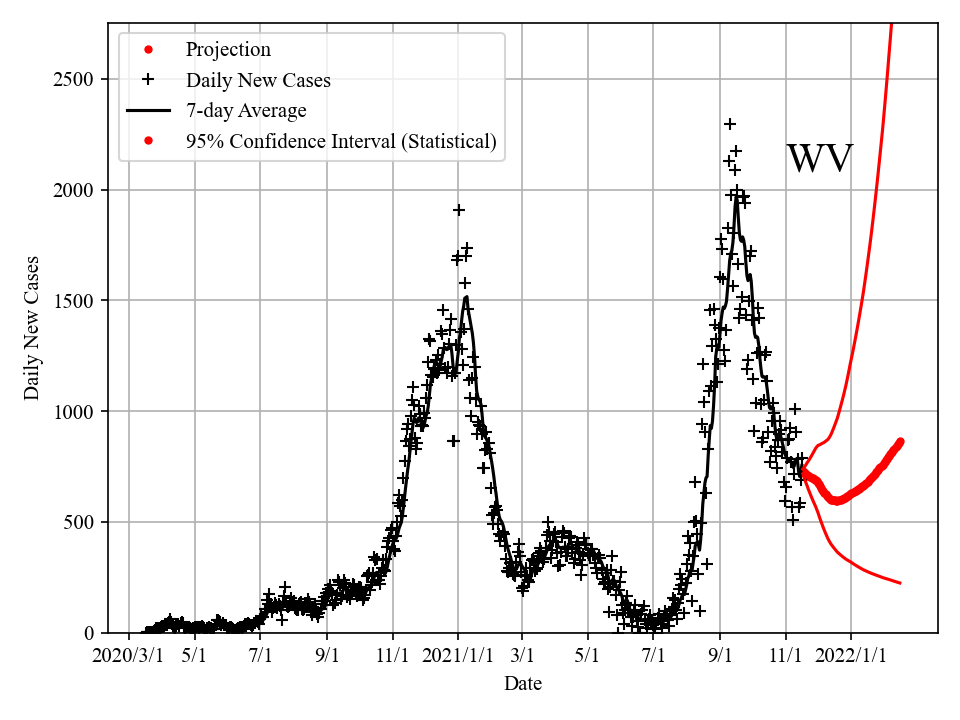 Projection
Daily New Cases
7-day Average
95% Confidence Interval (Statistical)
WV
2500
2000
1500
1000
500
0
Daily New Cases
2020/3/1 5/1 7/1 9/1 11/1 2021/1/1 3/1 5/1 7/1 9/1 11/1 2022/1/1
Date